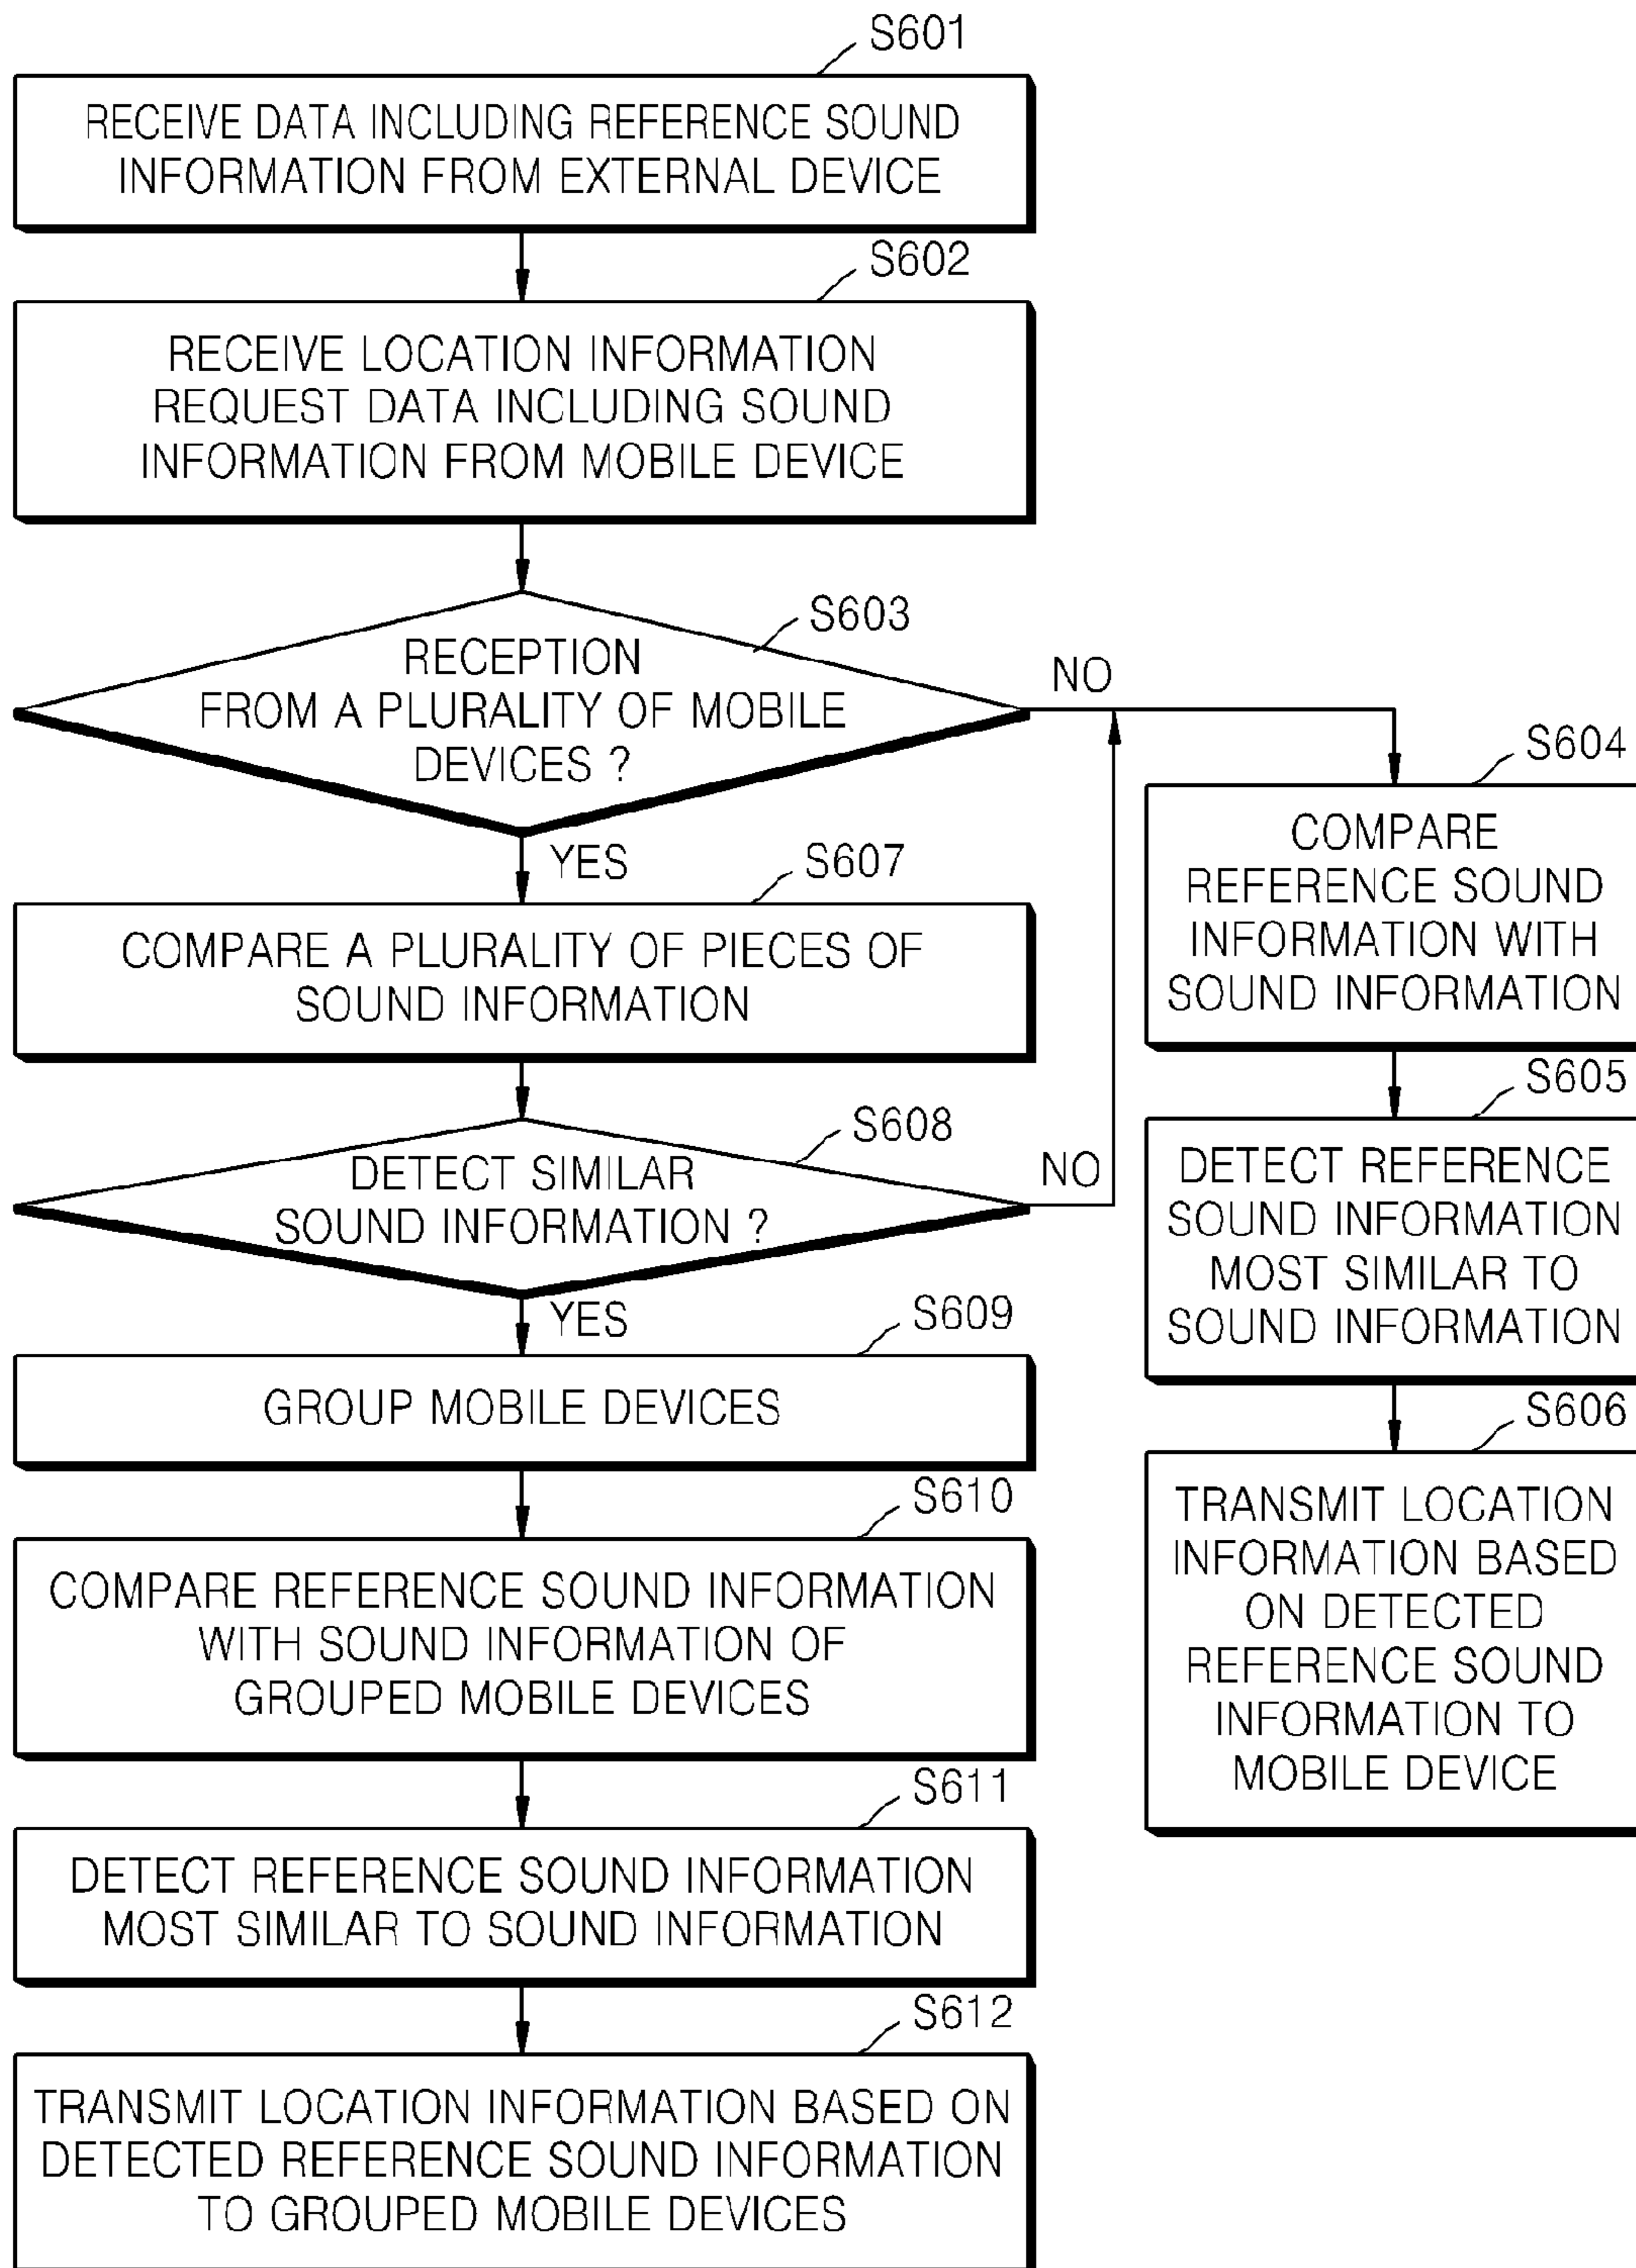 S601
RECEIVE DATA INCLUDING REFERENCE SOUND
INFORMATION FROM EXTERNAL DEVICE
S602
RECEIVE LOCATION INFORMATION
REQUEST DATA INCLUDING SOUND
INFORMATION FROM MOBILE DEVICE
S603
RECEPTION
FROM A PLURALITY OF MOBILE
DEVICES ?
NO
YES
S604
COMPARE
REFERENCE SOUND
INFORMATION WITH
SOUND INFORMATION
S605
DETECT REFERENCE
SOUND INFORMATION
MOST SIMILAR TO
SOUND INFORMATION
S606
TRANSMIT LOCATION
INFORMATION BASED
ON DETECTED
REFERENCE SOUND
INFORMATION TO
MOBILE DEVICE
S607
COMPARE A PLURALITY OF PIECES OF
SOUND INFORMATION
S608
DETECT SIMILAR
SOUND INFORMATION ?
NO
YES
S609
GROUP MOBILE DEVICES
S610
COMPARE REFERENCE SOUND INFORMATION
WITH SOUND INFORMATION OF
GROUPED MOBILE DEVICES
S611
DETECT REFERENCE SOUND INFORMATION
MOST SIMILAR TO SOUND INFORMATION
S612
TRANSMIT LOCATION INFORMATION BASED ON
DETECTED REFERENCE SOUND INFORMATION
TO GROUPED MOBILE DEVICES